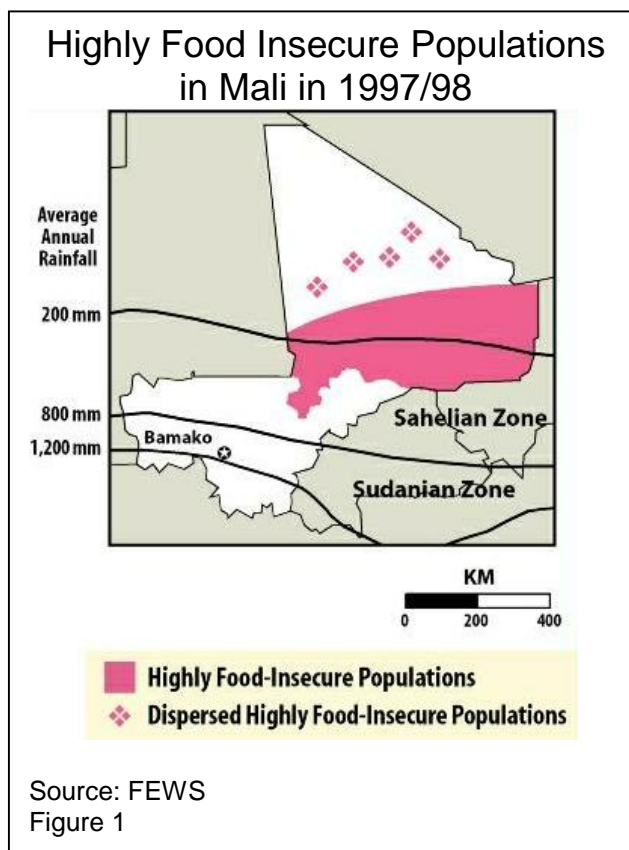 Highly Food Insecure Populations
in Mali in 1997/98
Average
Annual
Rainfall
200 mm
800 mm
1,200 mm
Bamako
Sahelian Zone
Sudanian Zone
KM
0 200 400
Highly Food-Insecure Populations
Dispersed Highly Food-Insecure Populations
Source: FEWS
Figure 1